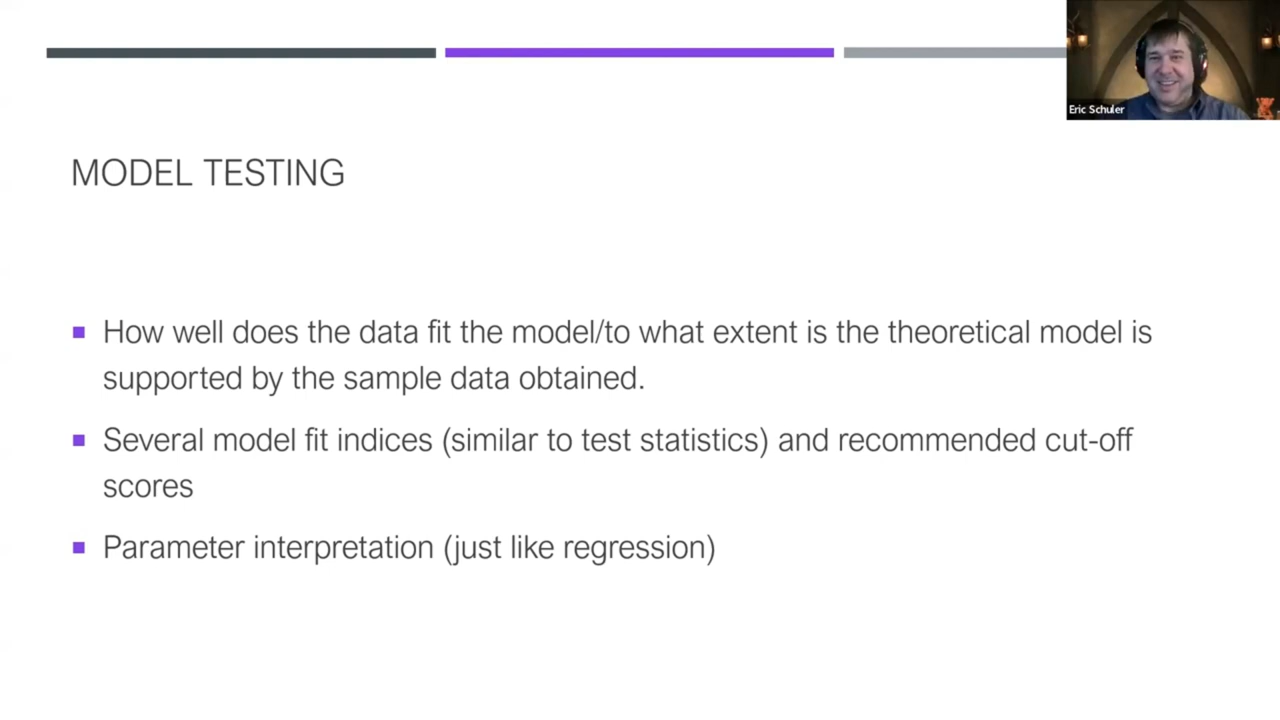 Eric Schuler
MODEL TESTING
How well does the data fit the model/to what extent is the theoretical model is
supported by the sample data obtained.
Several model fit indices (similar to test statistics) and recommended cut-off
scores
Parameter interpretation (just like regression)